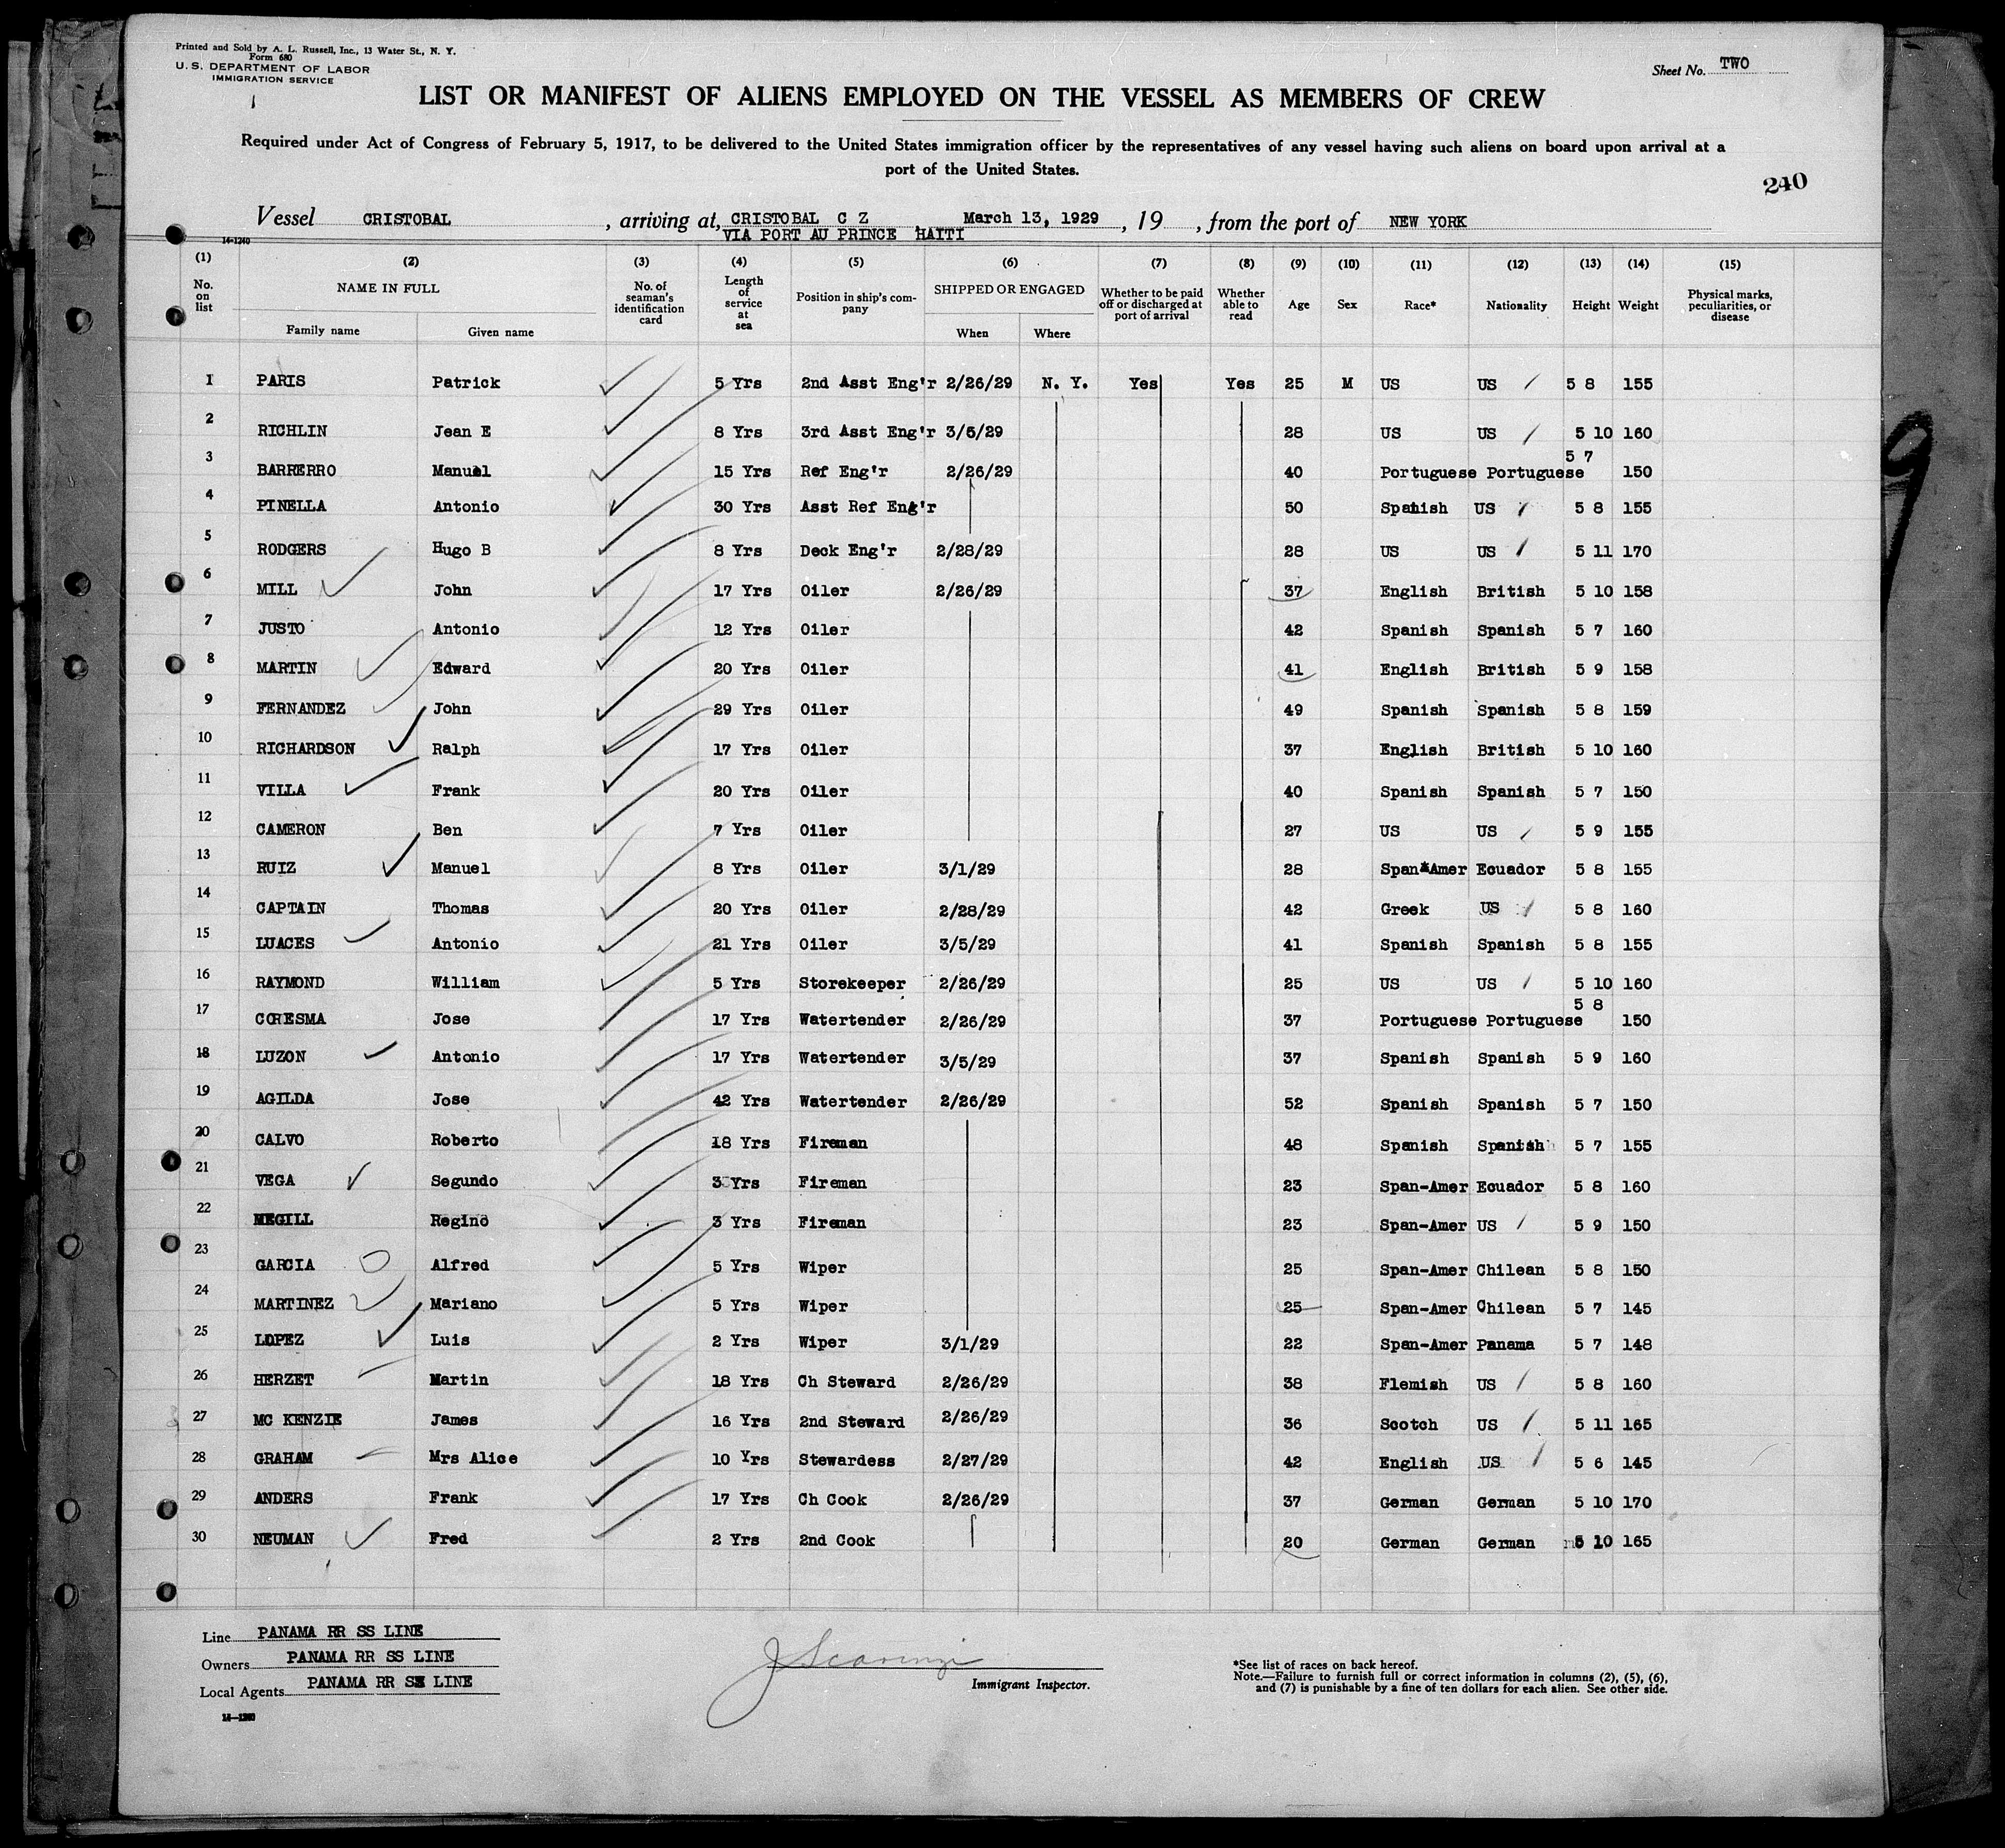 Printed and Sold by A. L. Russell, Inc., 13 Water St., N. Y.
Form 680
U. S. DEPARTMENT OF LABOR
IMMIGRATION SERVICE
Sheet No. TWO
LIST OR MANIFEST OF ALIENS EMPLOYED ON THE VESSEL AS MEMBERS OF CREW
Required under Act of Congress of February 5, 1917, to be delivered to the United States immigration officer by the representatives of any vessel having such aliens on board upon arrival at a
port of the United States.
240
Vessel CRISTOBAL , arriving at, CRISTOBAL C Z March 13, 1929 , 19 , from the port of NEW YORK
VIA PORT AU PRINCE HAITI
14-1240
(1) (2) (3) (4) (5) (6) (7) (8) (9) (10) (11) (12) (13) (14) (15)
No. on list NAME IN FULL Family name Given name No. of seaman's identification card Length of service at sea Position in ship's company SHIPPED OR ENGAGED When Where Whether to be paid off or discharged at port of arrival Whether able to read Age Sex Race* Nationality Height Weight Physical marks, peculiarities, or disease
1 PARIS Patrick 5 Yrs 2nd Asst Eng'r 2/26/29 N. Y. Yes Yes 25 M US US 5 8 155
2 RICHLIN Jean E 8 Yrs 3rd Asst Eng'r 3/5/29 28 US US 5 10 160
3 BARRERRO Manuel 15 Yrs Ref Eng'r 2/26/29 40 Portuguese Portuguese 5 7 150
4 PINELLA Antonio 30 Yrs Asst Ref Eng'r 50 Spanish US 5 8 155
5 RODGERS Hugo B 8 Yrs Deck Eng'r 2/28/29 28 US US 5 11 170
6 MILL John 17 Yrs Oiler 2/26/29 37 English British 5 10 158
7 JUSTO Antonio 12 Yrs Oiler 42 Spanish Spanish 5 7 160
8 MARTIN Edward 20 Yrs Oiler 41 English British 5 9 158
9 FERNANDEZ John 29 Yrs Oiler 49 Spanish Spanish 5 8 159
10 RICHARDSON Ralph 17 Yrs Oiler 37 English British 5 10 160
11 VILLA Frank 20 Yrs Oiler 40 Spanish Spanish 5 7 150
12 CAMERON Ben 7 Yrs Oiler 27 US US 5 9 155
13 RUIZ Manuel 8 Yrs Oiler 3/1/29 28 Span-Amer Ecuador 5 8 155
14 CAPTAIN Thomas 20 Yrs Oiler 2/28/29 42 Greek US 5 8 160
15 LUACES Antonio 21 Yrs Oiler 3/5/29 41 Spanish Spanish 5 8 155
16 RAYMOND William 5 Yrs Storekeeper 2/26/29 25 US US 5 10 160
17 CORESMA Jose 17 Yrs Watertender 2/26/29 37 Portuguese Portuguese 5 8 150
18 LUZON Antonio 17 Yrs Watertender 3/5/29 37 Spanish Spanish 5 9 160
19 AGILDA Jose 42 Yrs Watertender 2/26/29 52 Spanish Spanish 5 7 150
20 CALVO Roberto 18 Yrs Fireman 48 Spanish Spanish 5 7 155
21 VEGA Segundo 3 Yrs Fireman 23 Span-Amer Ecuador 5 8 160
22 MEGILL Regino 3 Yrs Fireman 23 Span-Amer US 5 9 150
23 GARCIA Alfred 5 Yrs Wiper 25 Span-Amer Chilean 5 8 150
24 MARTINEZ Mariano 5 Yrs Wiper 25 Span-Amer Chilean 5 7 145
25 LOPEZ Luis 2 Yrs Wiper 3/1/29 22 Span-Amer Panama 5 7 148
26 HERZET Martin 18 Yrs Ch Steward 2/26/29 38 Flemish US 5 8 160
27 MC KENZIE James 16 Yrs 2nd Steward 2/26/29 36 Scotch US 5 11 165
28 GRAHAM Mrs Alice 10 Yrs Stewardess 2/27/29 42 English US 5 6 145
29 ANDERS Frank 17 Yrs Ch Cook 2/26/29 37 German German 5 10 170
30 NEUMAN Fred 2 Yrs 2nd Cook 20 German German 5 10 165
Line PANAMA RR SS LINE
Owners PANAMA RR SS LINE
Local Agents PANAMA RR SS LINE
14-1240
Immigrant Inspector.
*See list of races on back hereof.
Note.—Failure to furnish full or correct information in columns (2), (5), (6),
and (7) is punishable by a fine of ten dollars for each alien. See other side.
9